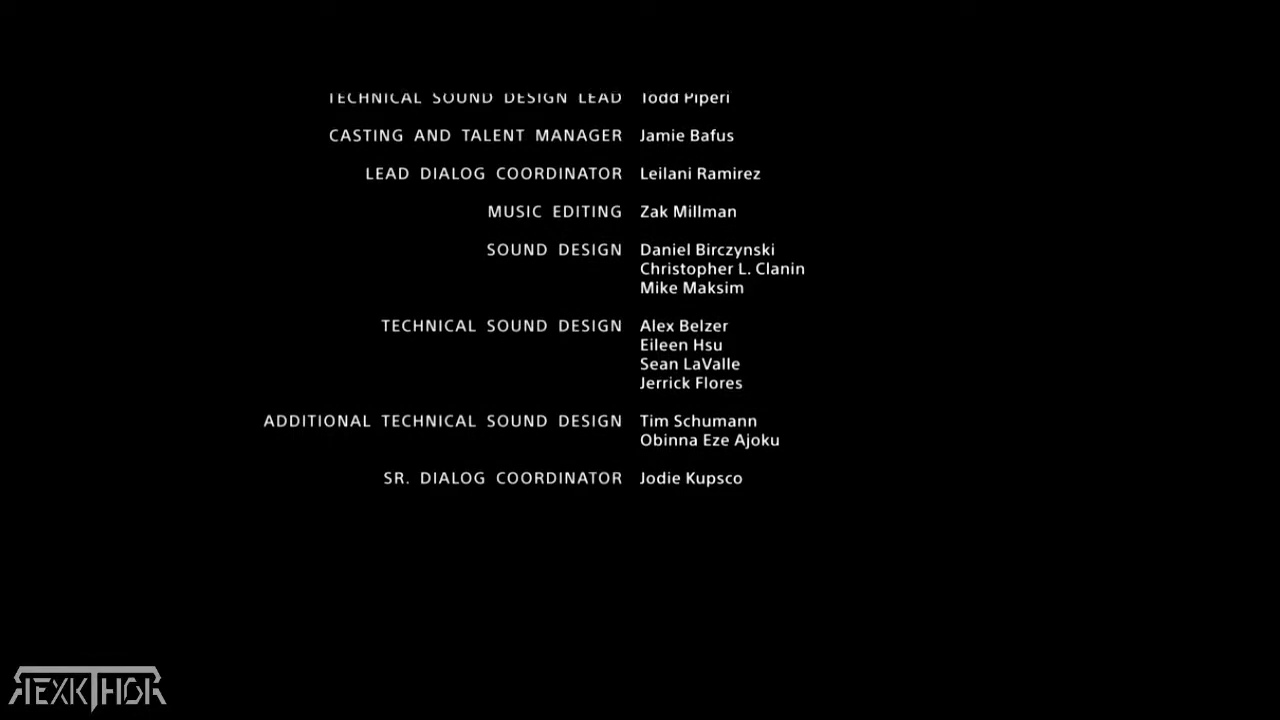 TECHNICAL SOUND DESIGN LEAD Todd Piperi
CASTING AND TALENT MANAGER Jamie Bafus
LEAD DIALOG COORDINATOR Leilani Ramirez
MUSIC EDITING Zak Millman
SOUND DESIGN Daniel Birczynski
Christopher L. Clanin
Mike Maksim
TECHNICAL SOUND DESIGN Alex Belzer
Eileen Hsu
Sean LaValle
Jerrick Flores
ADDITIONAL TECHNICAL SOUND DESIGN Tim Schumann
Obinna Eze Ajoku
SR. DIALOG COORDINATOR Jodie Kupsco